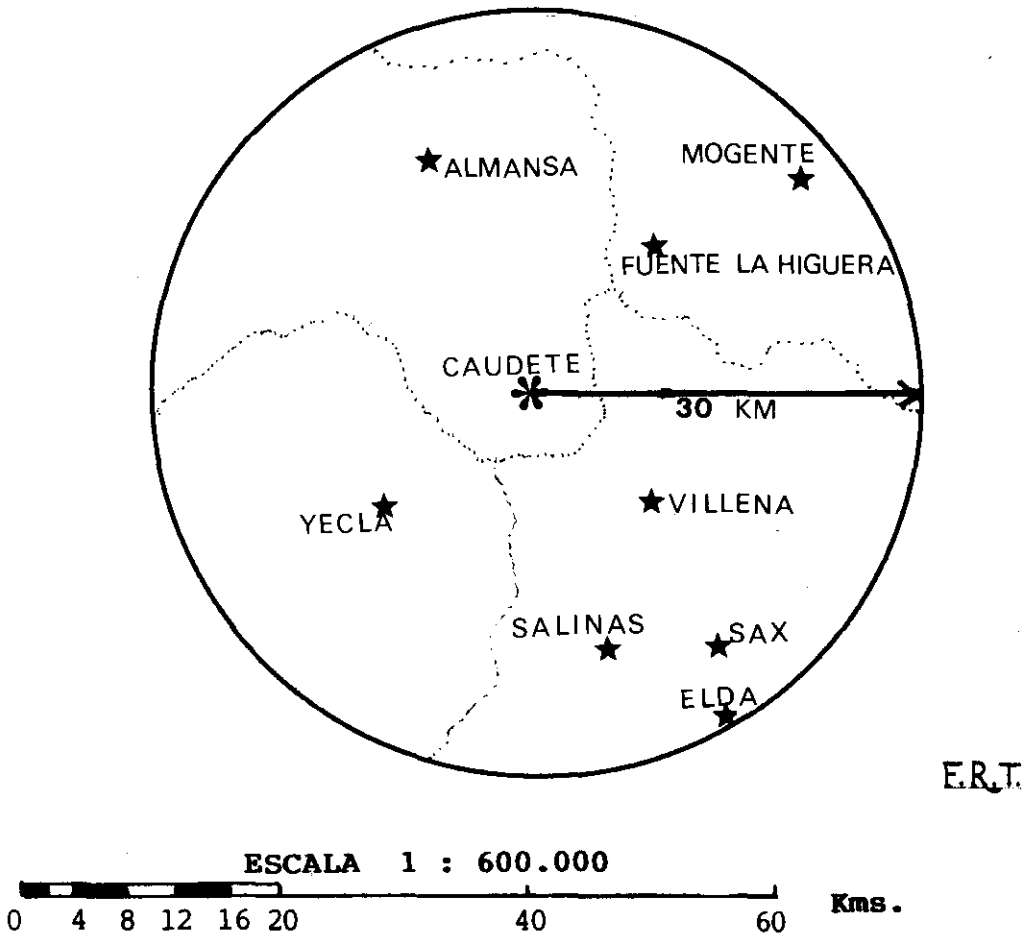 MOGENTE
ALMANSA
FUENTE LA HIGUERA
CAUDETE
30 KM
YECLA
VILLENA
SALINAS
SAX
ELDA
F.R.T.
ESCALA 1 : 600.000
0 4 8 12 16 20 40 60 Kms.